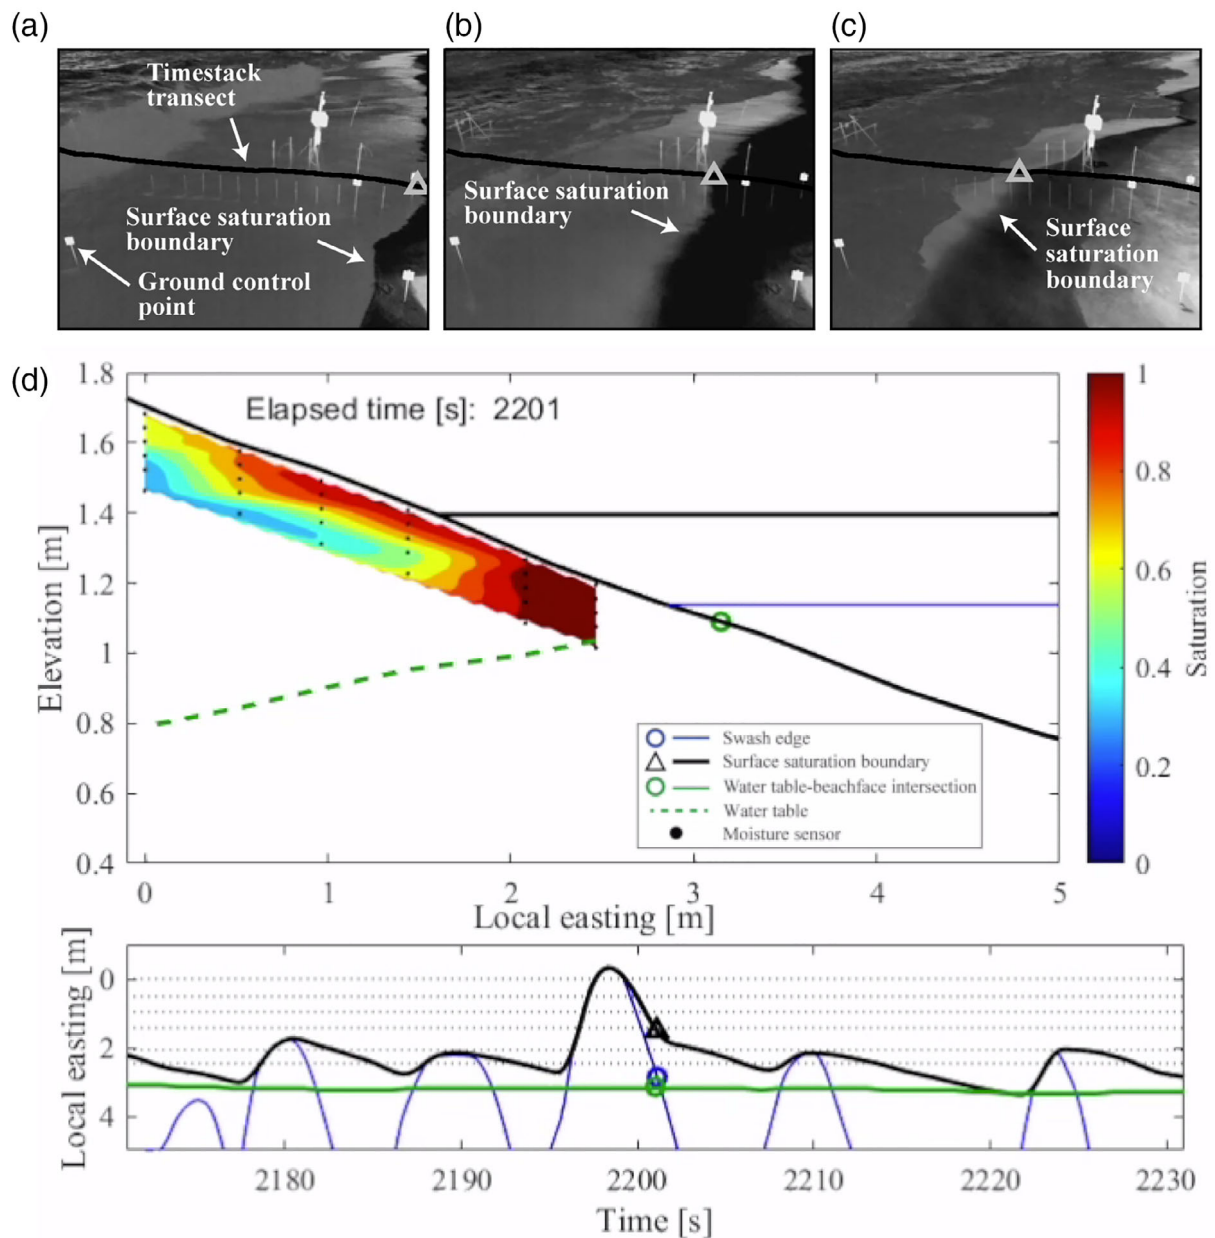 (a)
(b)
(c)
Timestack
transect
Surface saturation
boundary
Ground control
point
Surface saturation
boundary
Surface
saturation
boundary
(d)
Elapsed time [s]: 2201
1.8
1.6
1.4
1.2
1
0.8
0.6
0.4
Elevation [m]
0
1
2
3
4
5
Local easting [m]
Swash edge
Surface saturation boundary
Water table-beachface intersection
Water table
Moisture sensor
1
0.8
0.6
0.4
0.2
0
Saturation
0
2
4
Local easting [m]
2180
2190
2200
2210
2220
2230
Time [s]